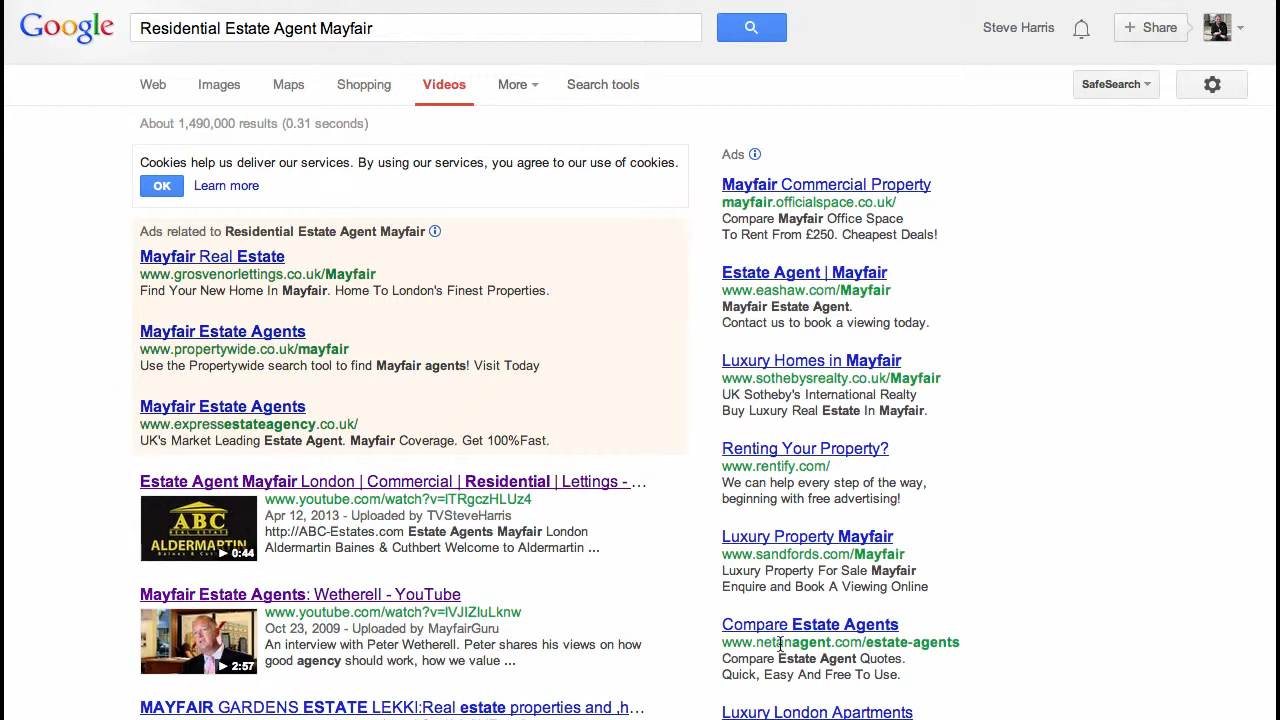 Google
Residential Estate Agent Mayfair
Steve Harris
+ Share
Web Images Maps Shopping Videos More Search tools
SafeSearch
About 1,490,000 results (0.31 seconds)
Cookies help us deliver our services. By using our services, you agree to our use of cookies.
OK Learn more
Ads related to Residential Estate Agent Mayfair
Mayfair Real Estate
www.grosvenorlettings.co.uk/Mayfair
Find Your New Home In Mayfair. Home To London's Finest Properties.
Mayfair Estate Agents
www.propertywide.co.uk/mayfair
Use the Propertywide search tool to find Mayfair agents! Visit Today
Mayfair Estate Agents
www.expressestateagency.co.uk/
UK's Market Leading Estate Agent. Mayfair Coverage. Get 100%Fast.
Estate Agent Mayfair London | Commercial | Residential | Lettings - ...
www.youtube.com/watch?v=ITRgczHLUz4
Apr 12, 2013 - Uploaded by TVSteveHarris
http://ABC-Estates.com Estate Agents Mayfair London
Aldermartin Baines & Cuthbert Welcome to Aldermartin ...
ABC
ALDERMARTIN
0:44
Mayfair Estate Agents: Wetherell - YouTube
www.youtube.com/watch?v=lVJIZluLknw
Oct 23, 2009 - Uploaded by MayfairGuru
An interview with Peter Wetherell. Peter shares his views on how
good agency should work, how we value ...
2:57
MAYFAIR GARDENS ESTATE LEKKI:Real estate properties and ,h...
Ads
Mayfair Commercial Property
mayfair.officialspace.co.uk/
Compare Mayfair Office Space
To Rent From £250. Cheapest Deals!
Estate Agent | Mayfair
www.eashaw.com/Mayfair
Mayfair Estate Agent.
Contact us to book a viewing today.
Luxury Homes in Mayfair
www.sothebysrealty.co.uk/Mayfair
UK Sotheby's International Realty
Buy Luxury Real Estate In Mayfair.
Renting Your Property?
www.rentify.com/
We can help every step of the way,
beginning with free advertising!
Luxury Property Mayfair
www.sandfords.com/Mayfair
Luxury Property For Sale Mayfair
Enquire and Book A Viewing Online
Compare Estate Agents
www.netanagent.com/estate-agents
Compare Estate Agent Quotes.
Quick, Easy And Free To Use.
Luxury London Apartments